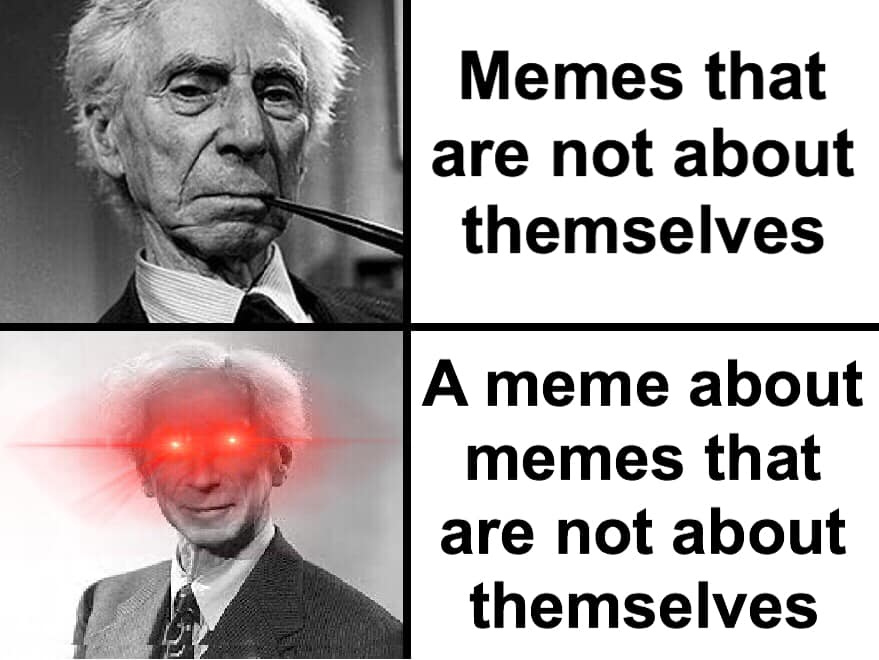 Memes that
are not about
themselves
A meme about
memes that
are not about
themselves